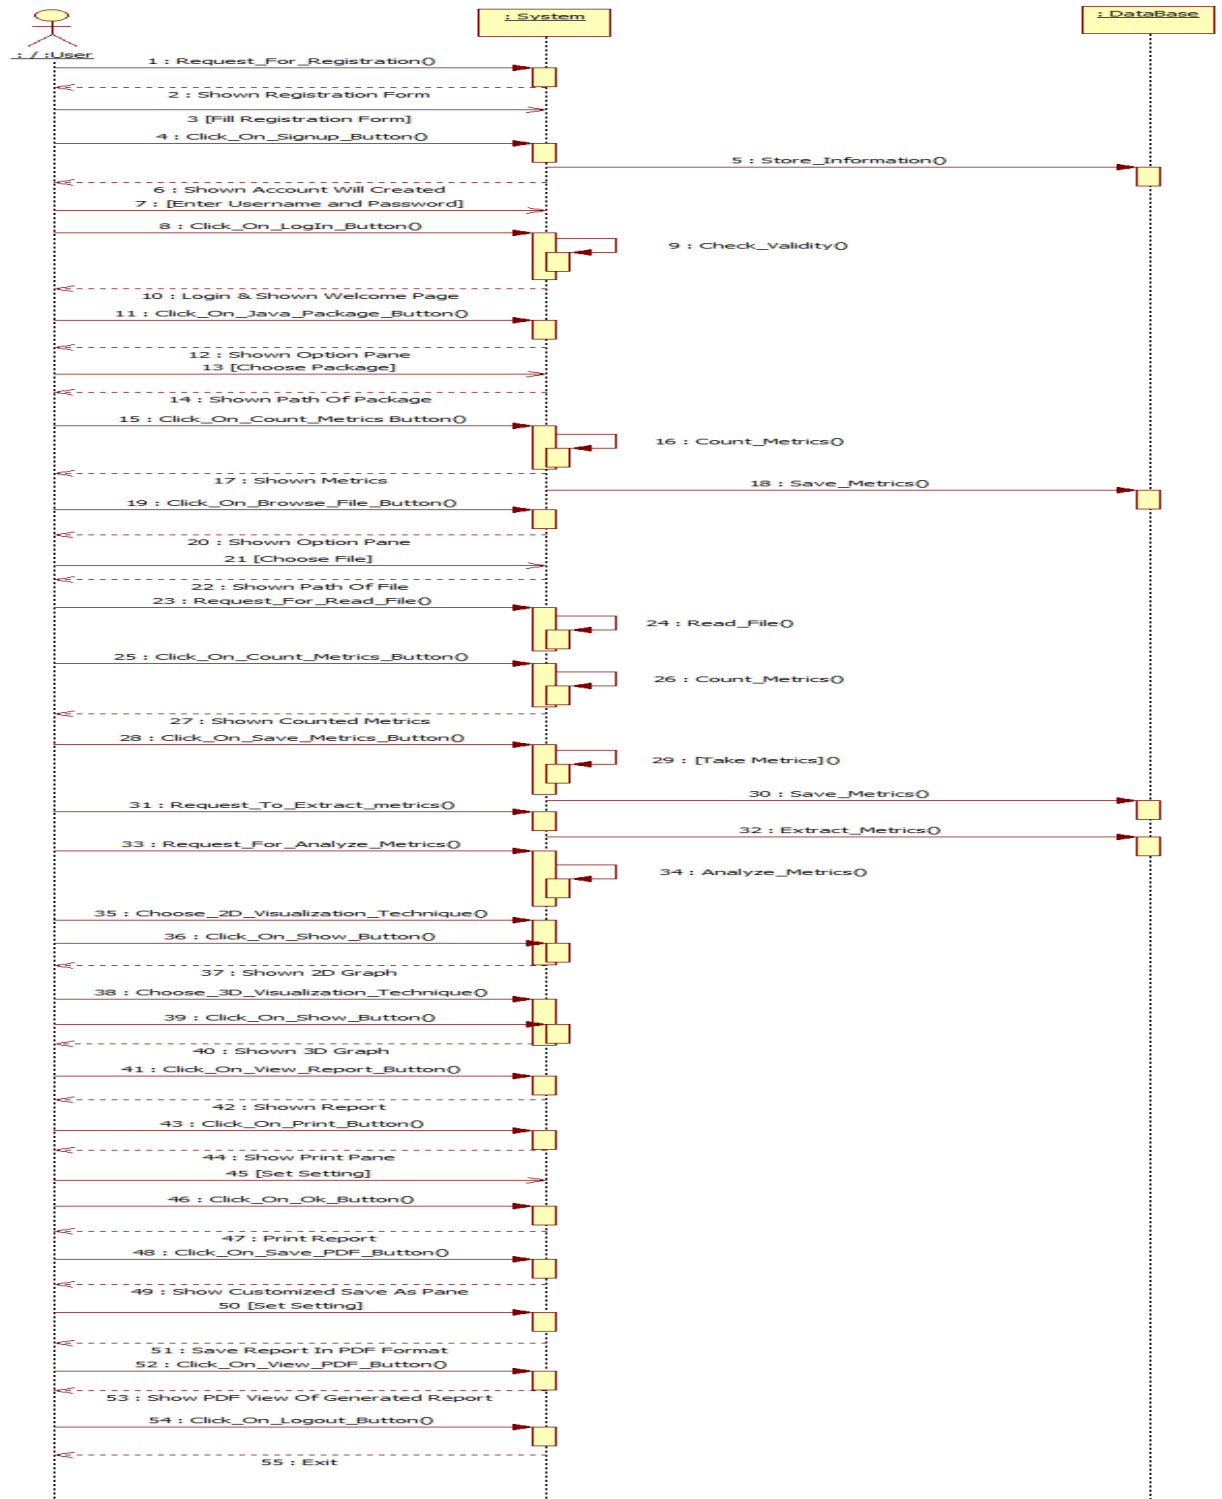 : System
: DataBase
: / :User
1 : Request_For_Registration()
2 : Shown Registration Form
3 [Fill Registration Form]
4 : Click_On_Signup_Button()
5 : Store_Information()
6 : Shown Account Will Created
7 : [Enter Username and Password]
8 : Click_On_LogIn_Button()
9 : Check_Validity()
10 : Login & Shown Welcome Page
11 : Click_On_Java_Package_Button()
12 : Shown Option Pane
13 [Choose Package]
14 : Shown Path Of Package
15 : Click_On_Count_Metrics Button()
16 : Count_Metrics()
17 : Shown Metrics
18 : Save_Metrics()
19 : Click_On_Browse_File_Button()
20 : Shown Option Pane
21 [Choose File]
22 : Shown Path Of File
23 : Request_For_Read_File()
24 : Read_File()
25 : Click_On_Count_Metrics_Button()
26 : Count_Metrics()
27 : Shown Counted Metrics
28 : Click_On_Save_Metrics_Button()
29 : [Take Metrics]()
30 : Save_Metrics()
31 : Request_To_Extract_metrics()
32 : Extract_Metrics()
33 : Request_For_Analyze_Metrics()
34 : Analyze_Metrics()
35 : Choose_2D_Visualization_Technique()
36 : Click_On_Show_Button()
37 : Shown 2D Graph
38 : Choose_3D_Visualization_Technique()
39 : Click_On_Show_Button()
40 : Shown 3D Graph
41 : Click_On_View_Report_Button()
42 : Shown Report
43 : Click_On_Print_Button()
44 : Show Print Pane
45 [Set Setting]
46 : Click_On_Ok_Button()
47 : Print Report
48 : Click_On_Save_PDF_Button()
49 : Show Customized Save As Pane
50 [Set Setting]
51 : Save Report In PDF Format
52 : Click_On_View_PDF_Button()
53 : Show PDF View Of Generated Report
54 : Click_On_Logout_Button()
55 : Exit